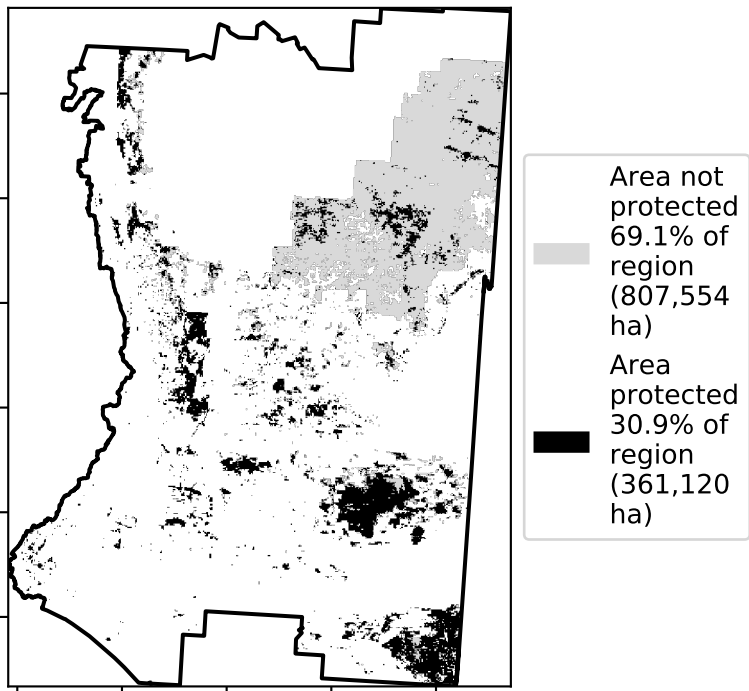 Area not
protected
69.1% of
region
(807,554
ha)
Area
protected
30.9% of
region
(361,120
ha)